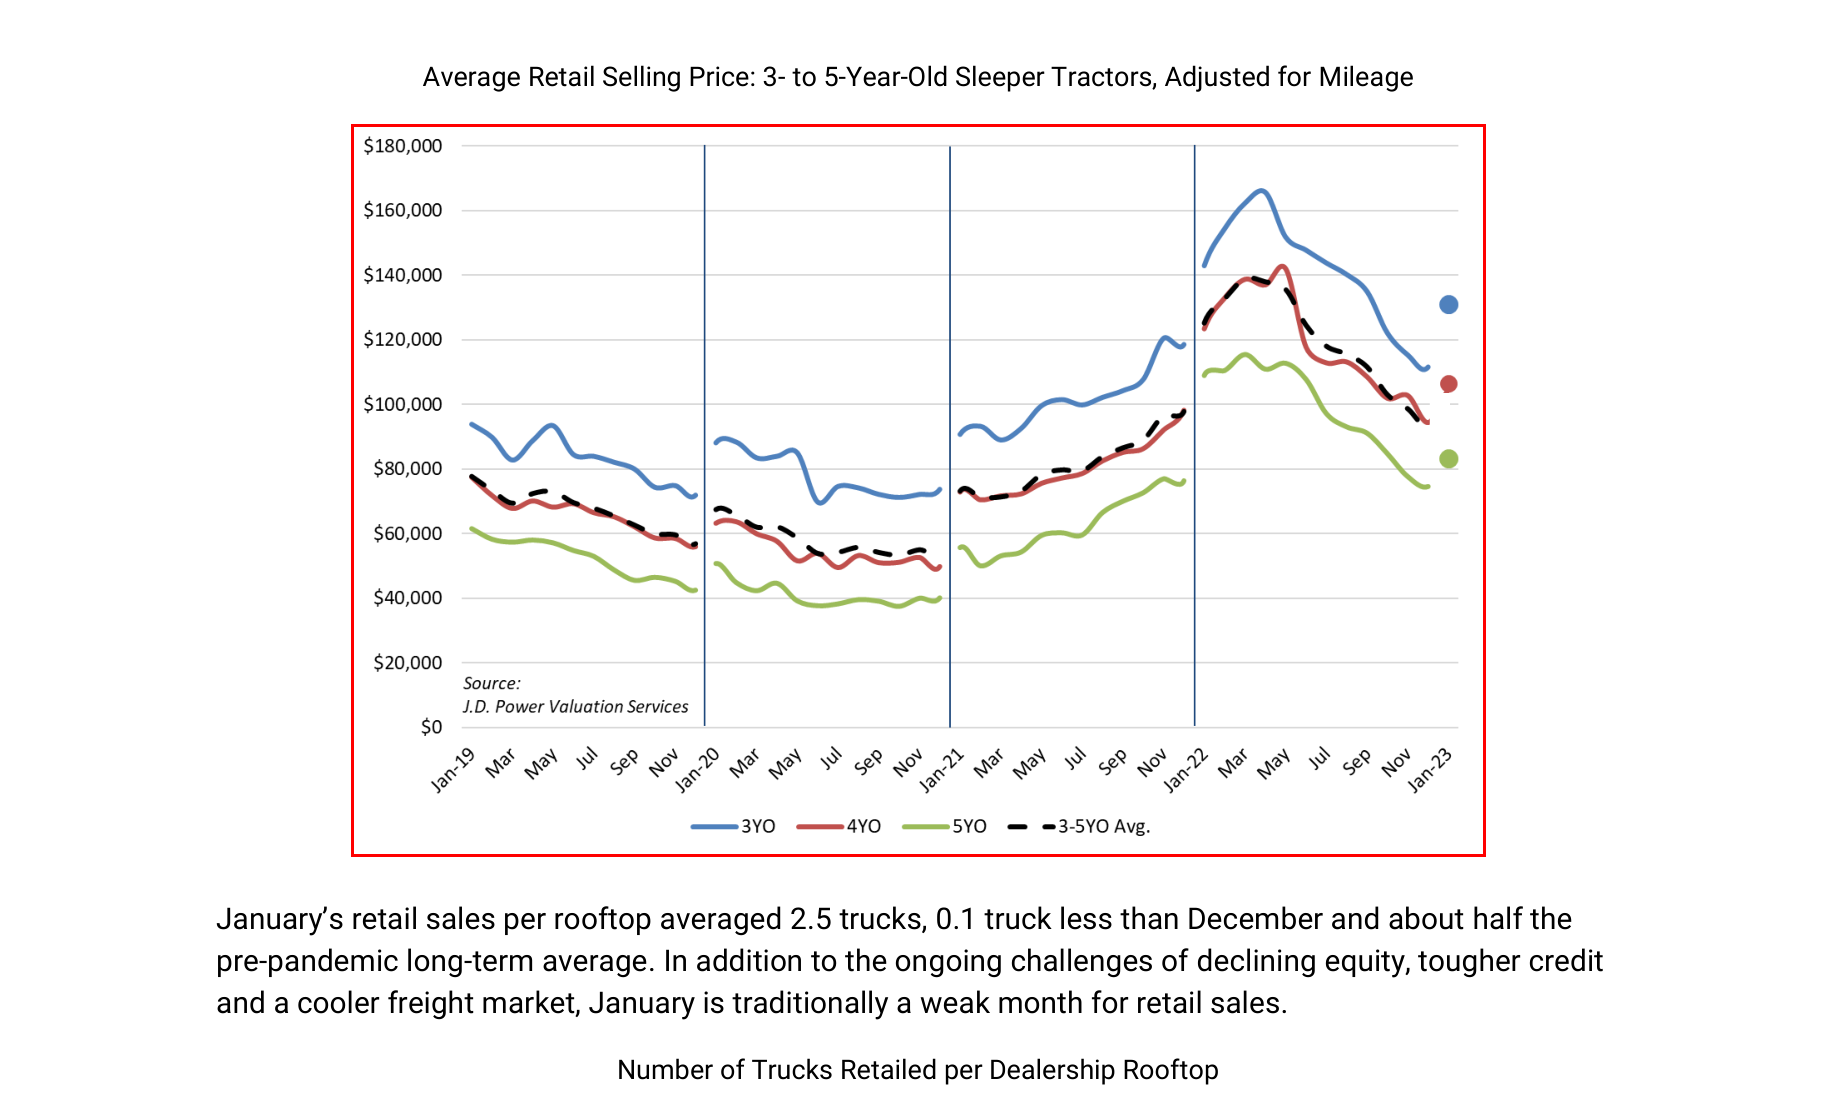 Average Retail Selling Price: 3- to 5-Year-Old Sleeper Tractors, Adjusted for Mileage
$180,000
$160,000
$140,000
$120,000
$100,000
$80,000
$60,000
$40,000
$20,000
$0
Source:
J.D. Power Valuation Services
Jan-19 Mar May Jul Sep Nov Jan-20 Mar May Jul Sep Nov Jan-21 Mar May Jul Sep Nov Jan-22 Mar May Jul Sep Nov Jan-23
3YO 4YO 5YO 3-5YO Avg.
January’s retail sales per rooftop averaged 2.5 trucks, 0.1 truck less than December and about half the
pre-pandemic long-term average. In addition to the ongoing challenges of declining equity, tougher credit
and a cooler freight market, January is traditionally a weak month for retail sales.
Number of Trucks Retailed per Dealership Rooftop